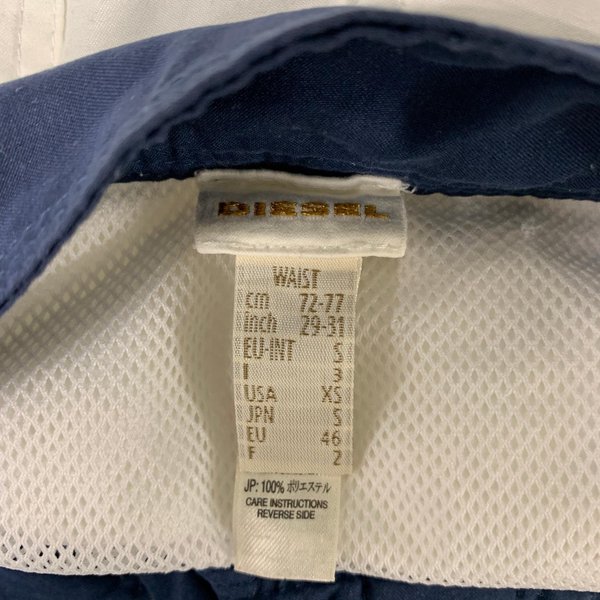 DIESEL
WAIST
cm 72-77
inch 29-31
EU-INT S
I 3
USA XS
JPN S
EU 46
F 2
JP: 100% ポリエステル
CARE INSTRUCTIONS
REVERSE SIDE